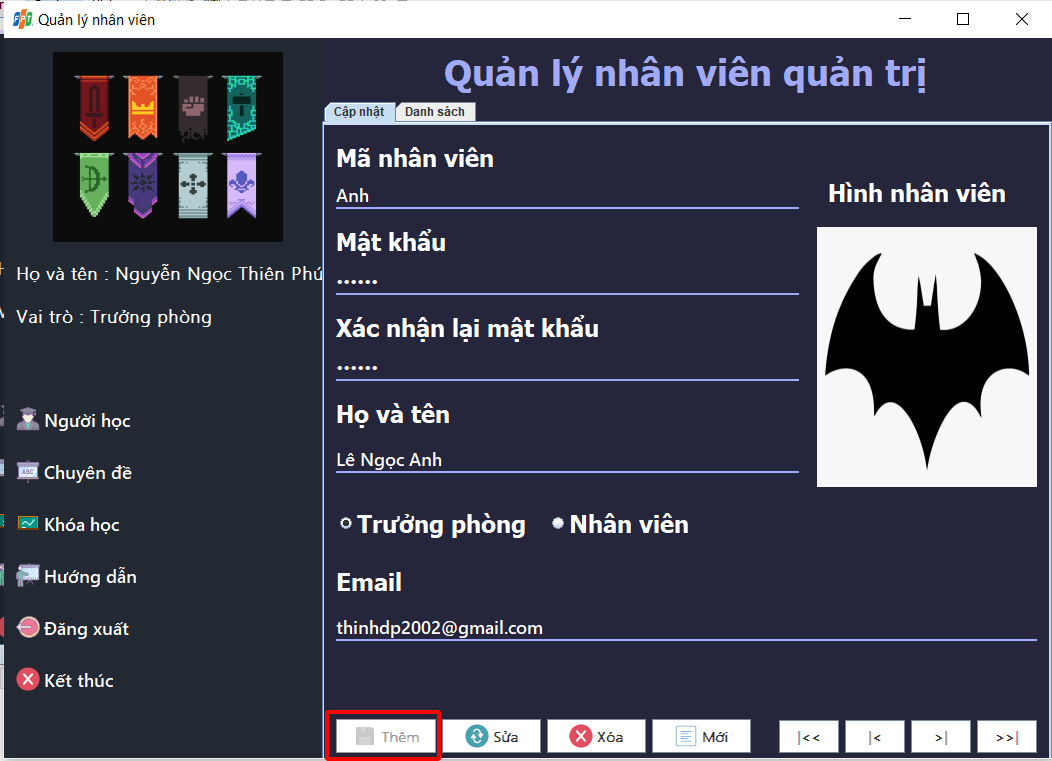 FPT Quản lý nhân viên
Họ và tên : Nguyễn Ngọc Thiên Phú
Vai trò : Trưởng phòng
Người học
ABC Chuyên đề
Khóa học
Hướng dẫn
Đăng xuất
Kết thúc
Quản lý nhân viên quản trị
Cập nhật Danh sách
Mã nhân viên
Anh
Hình nhân viên
Mật khẩu
••••••
Xác nhận lại mật khẩu
••••••
Họ và tên
Lê Ngọc Anh
Trưởng phòng Nhân viên
Email
thinhdp2002@gmail.com
Thêm Sửa Xóa Mới |<< |< >| >>|